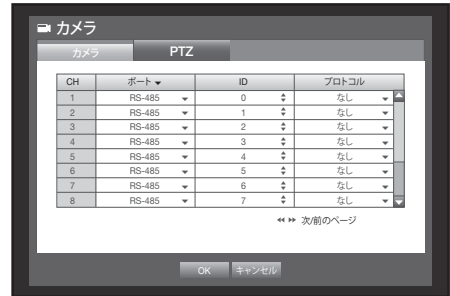 カメラ
カメラ PTZ
CH ポート ID プロトコル
1 RS-485 0 なし
2 RS-485 1 なし
3 RS-485 2 なし
4 RS-485 3 なし
5 RS-485 4 なし
6 RS-485 5 なし
7 RS-485 6 なし
8 RS-485 7 なし
次/前のページ
OK キャンセル